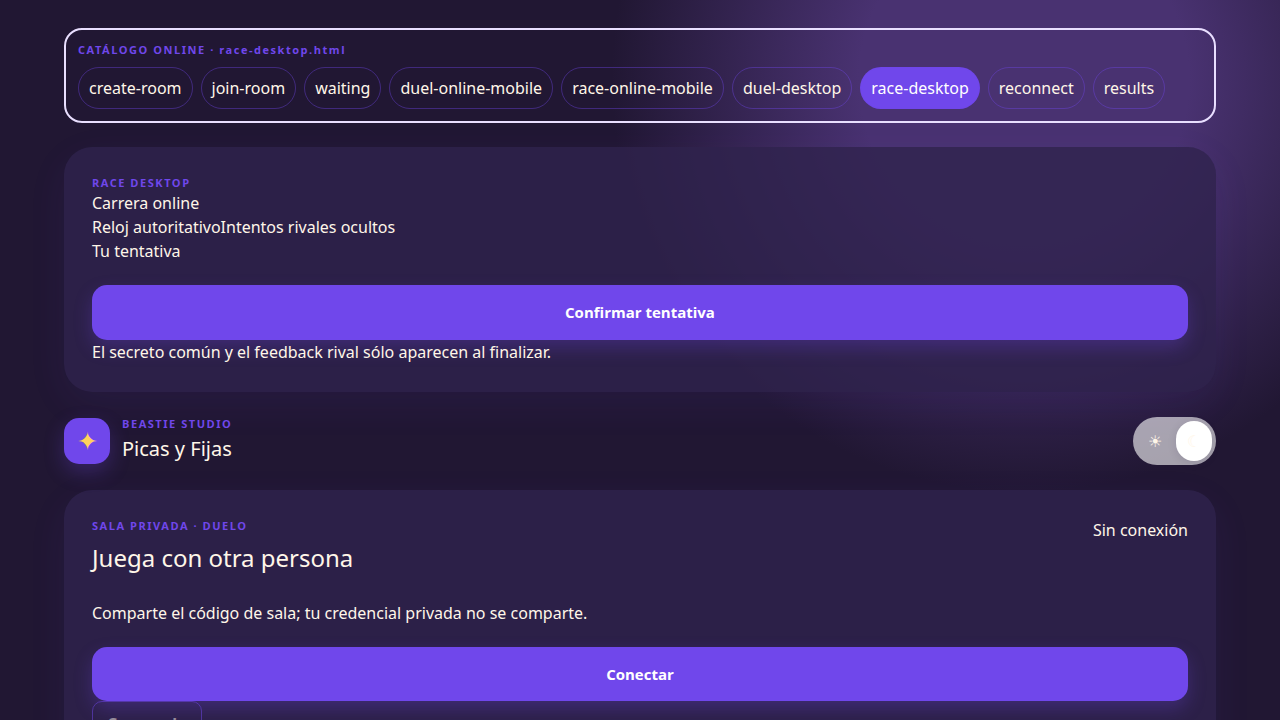 CATÁLOGO ONLINE · race-desktop.html
create-room join-room waiting duel-online-mobile race-online-mobile duel-desktop race-desktop reconnect results
RACE DESKTOP
Carrera online
Reloj autoritativoIntentos rivales ocultos
Tu tentativa
Confirmar tentativa
El secreto común y el feedback rival sólo aparecen al finalizar.
BEASTIE STUDIO
Picas y Fijas
SALA PRIVADA · DUELO
Sin conexión
Juega con otra persona
Comparte el código de sala; tu credencial privada no se comparte.
Conectar